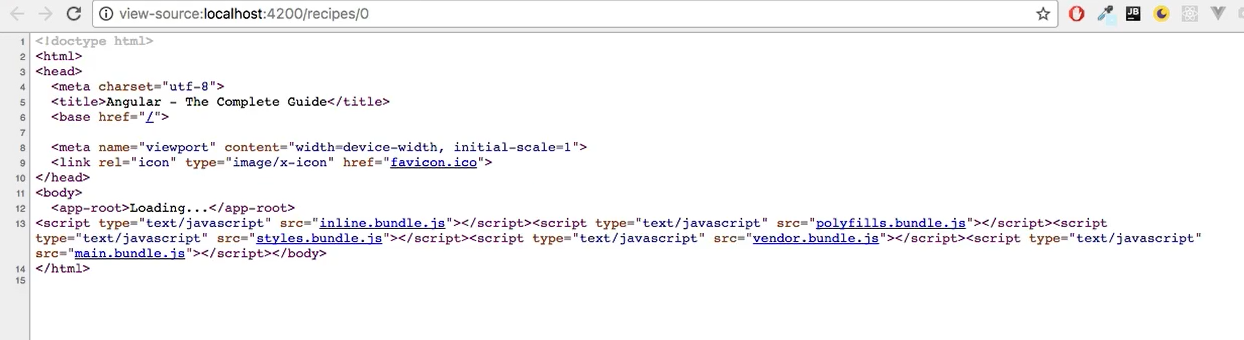 view-source:localhost:4200/recipes/0
JB
1 <!doctype html>
2 <html>
3 <head>
4 <meta charset="utf-8">
5 <title>Angular - The Complete Guide</title>
6 <base href="/">
7
8 <meta name="viewport" content="width=device-width, initial-scale=1">
9 <link rel="icon" type="image/x-icon" href="favicon.ico">
10 </head>
11 <body>
12 <app-root>Loading...</app-root>
13 <script type="text/javascript" src="inline.bundle.js"></script><script type="text/javascript" src="polyfills.bundle.js"></script><script
type="text/javascript" src="styles.bundle.js"></script><script type="text/javascript" src="vendor.bundle.js"></script><script type="text/javascript"
src="main.bundle.js"></script></body>
14 </html>
15